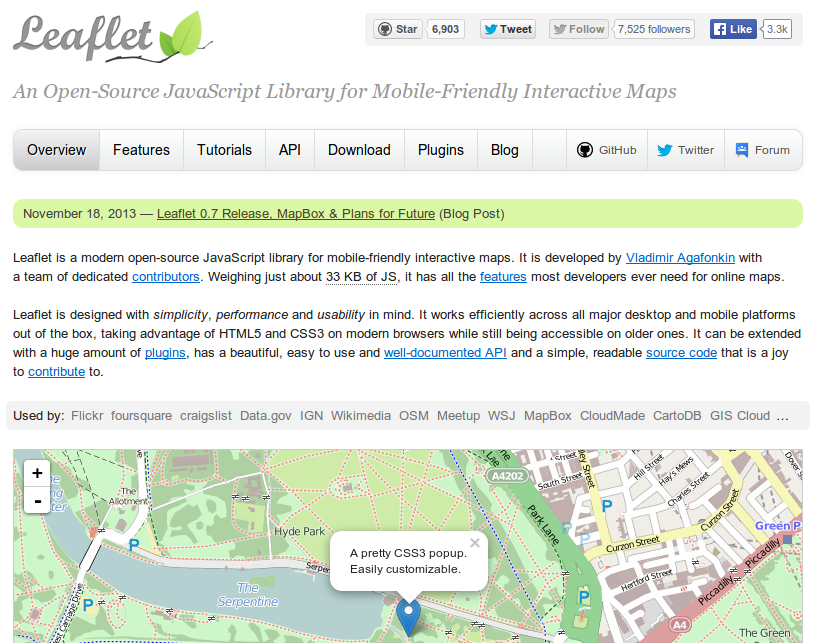 Leaflet
Star 6,903 Tweet Follow 7,525 followers Like 3.3k
An Open-Source JavaScript Library for Mobile-Friendly Interactive Maps
Overview Features Tutorials API Download Plugins Blog GitHub Twitter Forum
November 18, 2013 — Leaflet 0.7 Release, MapBox & Plans for Future (Blog Post)
Leaflet is a modern open-source JavaScript library for mobile-friendly interactive maps. It is developed by Vladimir Agafonkin with
a team of dedicated contributors. Weighing just about 33 KB of JS, it has all the features most developers ever need for online maps.
Leaflet is designed with simplicity, performance and usability in mind. It works efficiently across all major desktop and mobile platforms
out of the box, taking advantage of HTML5 and CSS3 on modern browsers while still being accessible on older ones. It can be extended
with a huge amount of plugins, has a beautiful, easy to use and well-documented API and a simple, readable source code that is a joy
to contribute to.
Used by: Flickr foursquare craigslist Data.gov IGN Wikimedia OSM Meetup WSJ MapBox CloudMade CartoDB GIS Cloud ...
+
-
The
Allotment
A4202
South Street
Hill Street
Hay's Mews
Charles Street
Curzon Street
Park Lane
P
Hyde Park
P
Green P
Curzon Street
Piccadilly
×
A pretty CSS3 popup.
Easily customizable.
Hertford Street
The
Serpentine
P
P
Piccadilly
A4
The Green